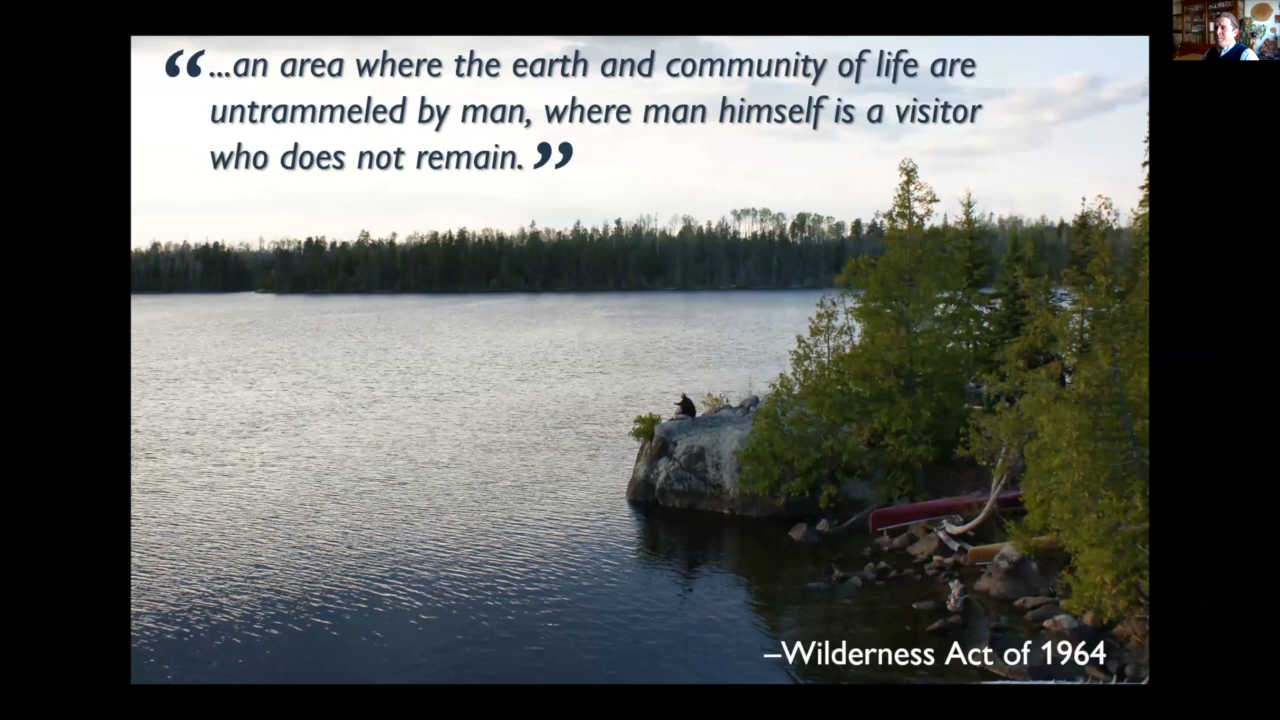 “...an area where the earth and community of life are
untrammeled by man, where man himself is a visitor
who does not remain.”
–Wilderness Act of 1964